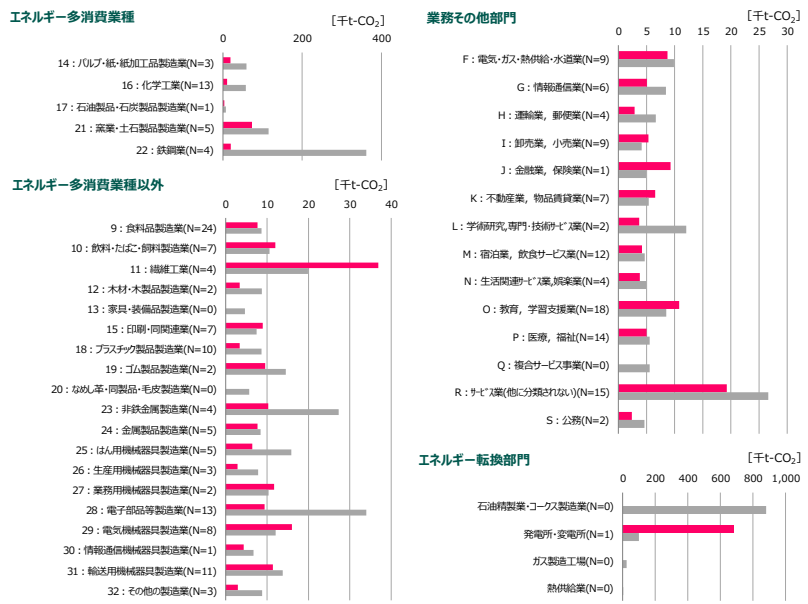 エネルギー多消費業種
[千t-CO₂]
0 200 400
14：パルプ・紙・紙加工品製造業(N=3)
16：化学工業(N=13)
17：石油製品・石炭製品製造業(N=1)
21：窯業・土石製品製造業(N=5)
22：鉄鋼業(N=4)
エネルギー多消費業種以外
[千t-CO₂]
0 10 20 30 40
9：食料品製造業(N=24)
10：飲料・たばこ・飼料製造業(N=7)
11：繊維工業(N=4)
12：木材・木製品製造業(N=2)
13：家具・装備品製造業(N=0)
15：印刷・同関連業(N=7)
18：プラスチック製品製造業(N=10)
19：ゴム製品製造業(N=2)
20：なめし革・同製品・毛皮製造業(N=0)
23：非鉄金属製造業(N=4)
24：金属製品製造業(N=5)
25：はん用機械器具製造業(N=5)
26：生産用機械器具製造業(N=3)
27：業務用機械器具製造業(N=2)
28：電子部品等製造業(N=13)
29：電気機械器具製造業(N=8)
30：情報通信機械器具製造業(N=1)
31：輸送用機械器具製造業(N=11)
32：その他の製造業(N=3)
業務その他部門
[千t-CO₂]
0 5 10 15 20 25 30
F：電気・ガス・熱供給・水道業(N=9)
G：情報通信業(N=6)
H：運輸業，郵便業(N=4)
I：卸売業，小売業(N=9)
J：金融業，保険業(N=1)
K：不動産業，物品賃貸業(N=7)
L：学術研究,専門・技術ｻｰﾋﾞｽ業(N=2)
M：宿泊業，飲食サービス業(N=12)
N：生活関連ｻｰﾋﾞｽ業,娯楽業(N=4)
O：教育，学習支援業(N=18)
P：医療，福祉(N=14)
Q：複合サービス事業(N=0)
R：ｻｰﾋﾞｽ業(他に分類されない)(N=15)
S：公務(N=2)
エネルギー転換部門
[千t-CO₂]
0 200 400 600 800 1,000
石油精製業・コークス製造業(N=0)
発電所・変電所(N=1)
ガス製造工場(N=0)
熱供給業(N=0)